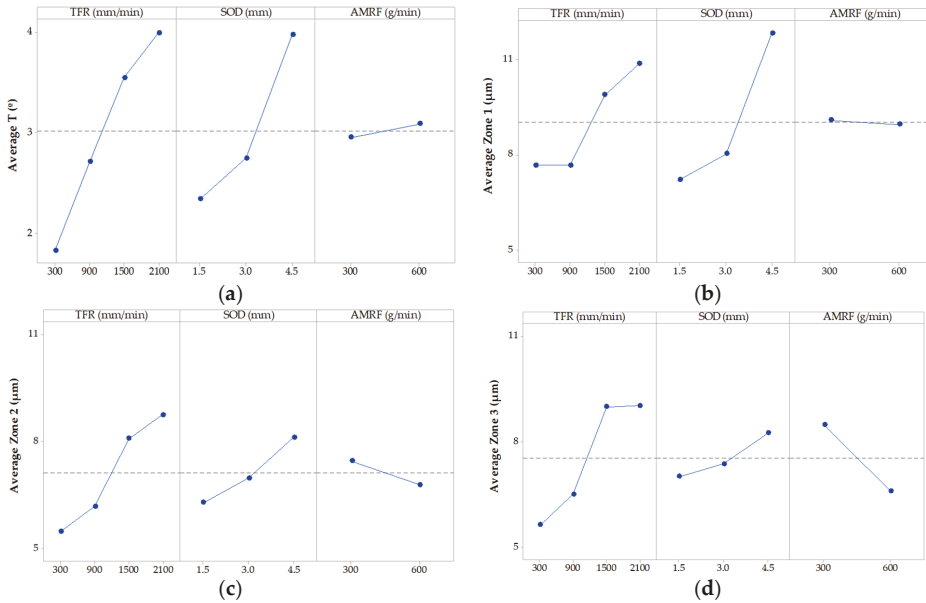 TFR (mm/min) SOD (mm) AMRF (g/min)
Average T (º)
4
3
2
300 900 1500 2100 1.5 3.0 4.5 300 600
(a)
TFR (mm/min) SOD (mm) AMRF (g/min)
Average Zone 1 (µm)
11
8
5
300 900 1500 2100 1.5 3.0 4.5 300 600
(b)
TFR (mm/min) SOD (mm) AMRF (g/min)
Average Zone 2 (µm)
11
8
5
300 900 1500 2100 1.5 3.0 4.5 300 600
(c)
TFR (mm/min) SOD (mm) AMRF (g/min)
Average Zone 3 (µm)
11
8
5
300 900 1500 2100 1.5 3.0 4.5 300 600
(d)